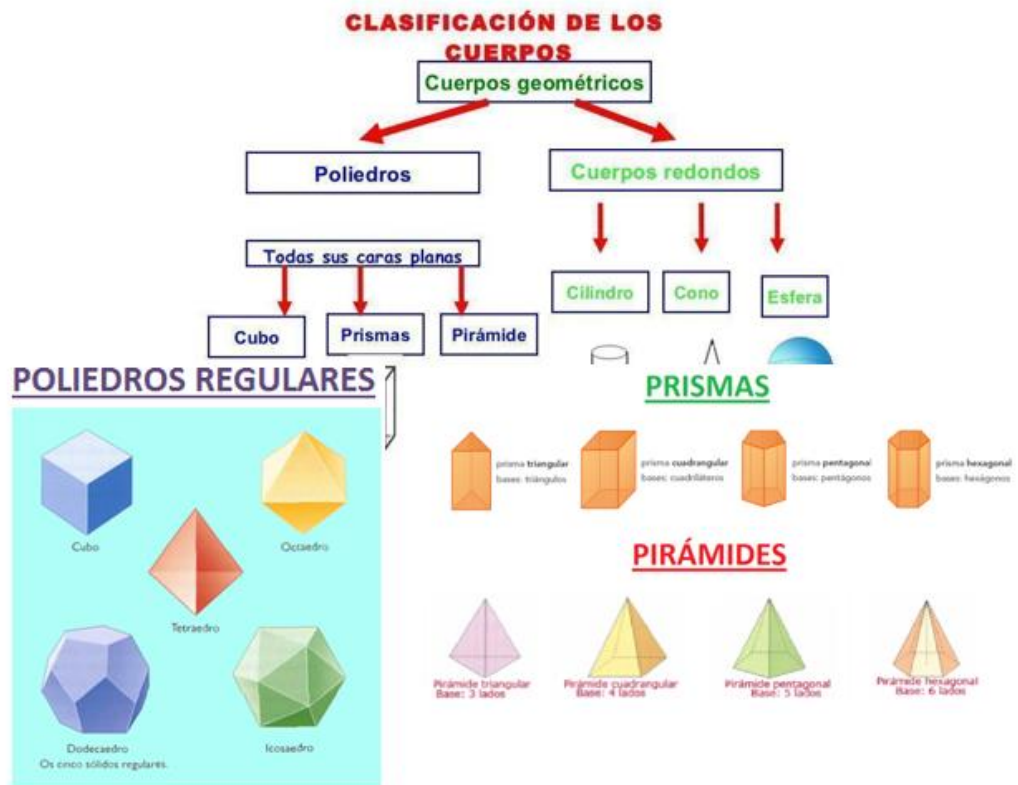 CLASIFICACIÓN DE LOS
CUERPOS
Cuerpos geométricos
Poliedros
Cuerpos redondos
Todas sus caras planas
Cilindro
Cono
Esfera
Cubo
Prismas
Pirámide
POLIEDROS REGULARES
Cubo
Octaedro
Tetraedro
Dodecaedro
Icosaedro
Os cinco sólidos regulares.
PRISMAS
prisma triangular
bases: triángulos
prisma cuadrangular
bases: cuadriláteros
prisma pentagonal
bases: pentágonos
prisma hexagonal
bases: hexágonos
PIRÁMIDES
Pirámide triangular
Base: 3 lados
Pirámide cuadrangular
Base: 4 lados
Pirámide pentagonal
Base: 5 lados
Pirámide hexagonal
Base: 6 lados